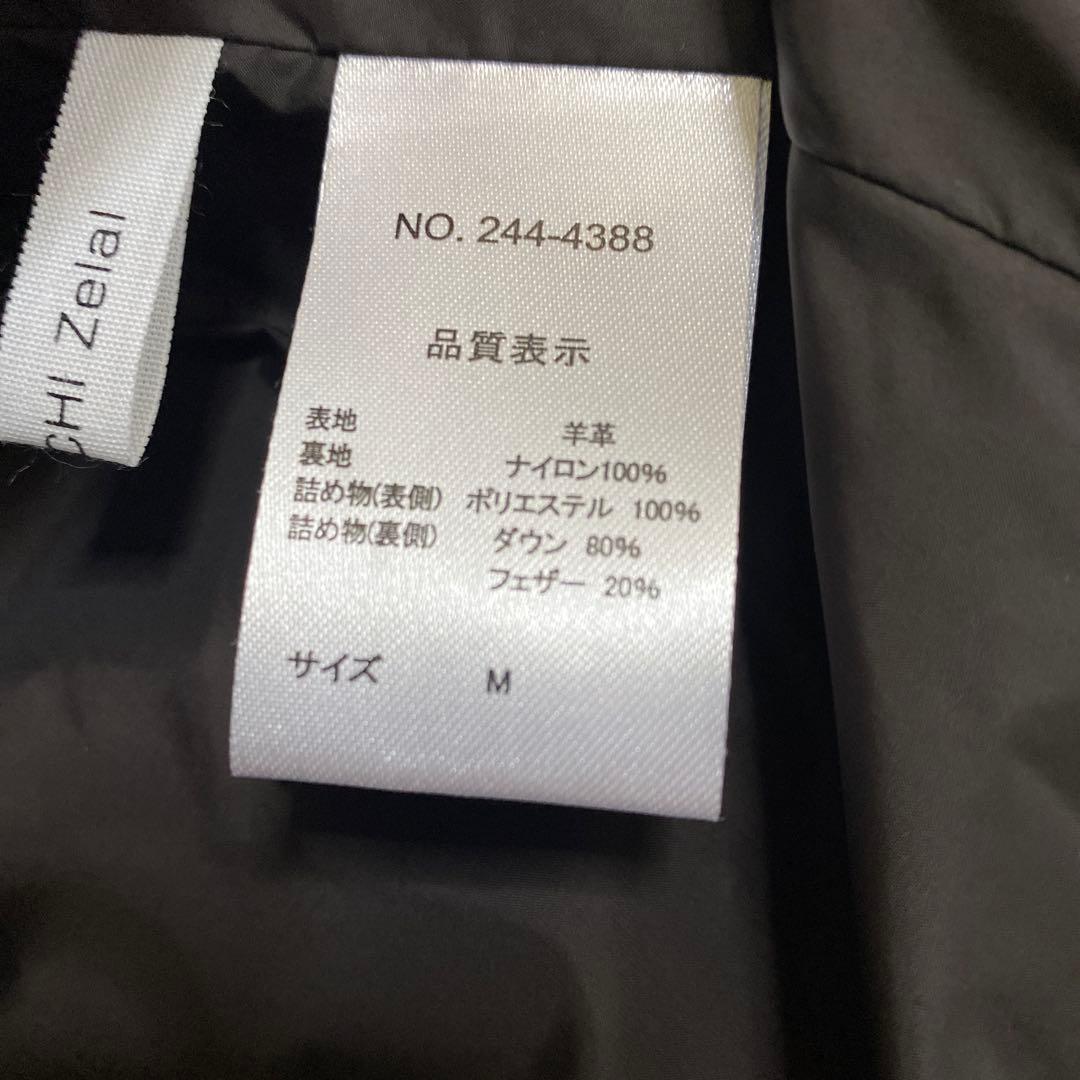 CHI Zelal
NO. 244-4388
品質表示
表地 羊革
裏地 ナイロン100%
詰め物(表側) ポリエステル 100%
詰め物(裏側) ダウン 80%
フェザー 20%
サイズ M